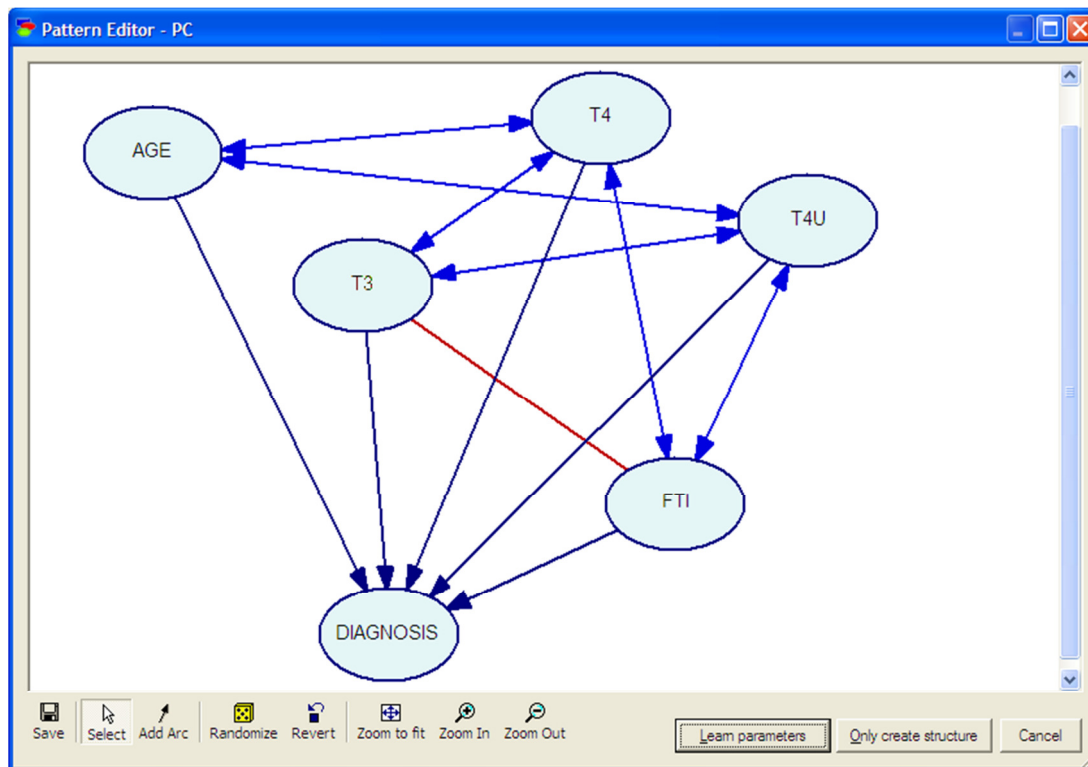 Pattern Editor - PC
AGE
T4
T4U
T3
FTI
DIAGNOSIS
Save
Select
Add Arc
Randomize
Revert
Zoom to fit
Zoom In
Zoom Out
Learn parameters
Only create structure
Cancel